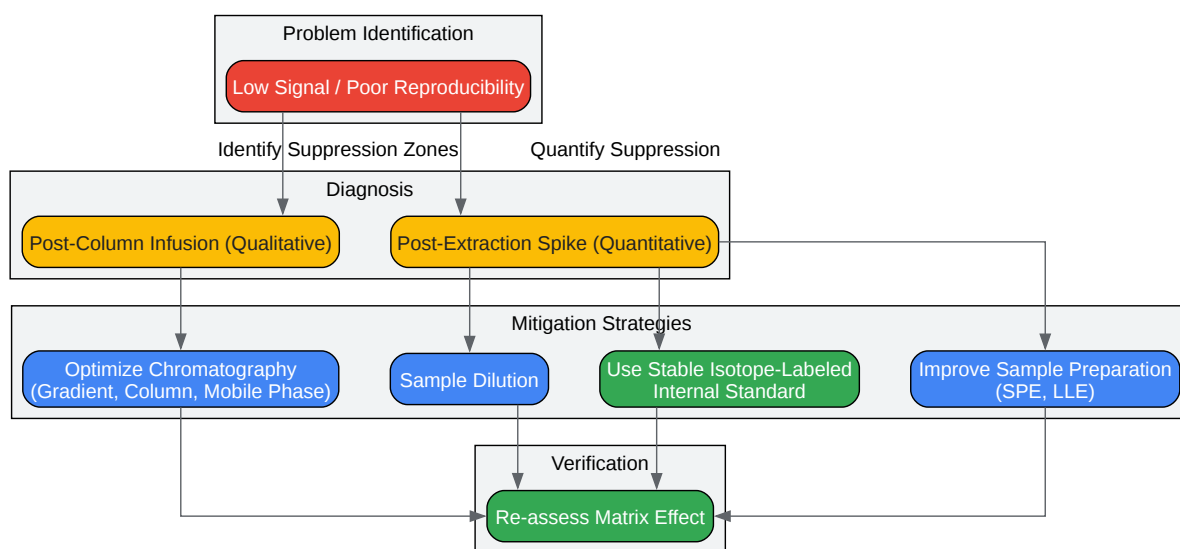 Problem Identification
Low Signal / Poor Reproducibility
Identify Suppression Zones
Quantify Suppression
Diagnosis
Post-Column Infusion (Qualitative)
Post-Extraction Spike (Quantitative)
Mitigation Strategies
Optimize Chromatography
(Gradient, Column, Mobile Phase)
Sample Dilution
Use Stable Isotope-Labeled
Internal Standard
Improve Sample Preparation
(SPE, LLE)
Verification
Re-assess Matrix Effect